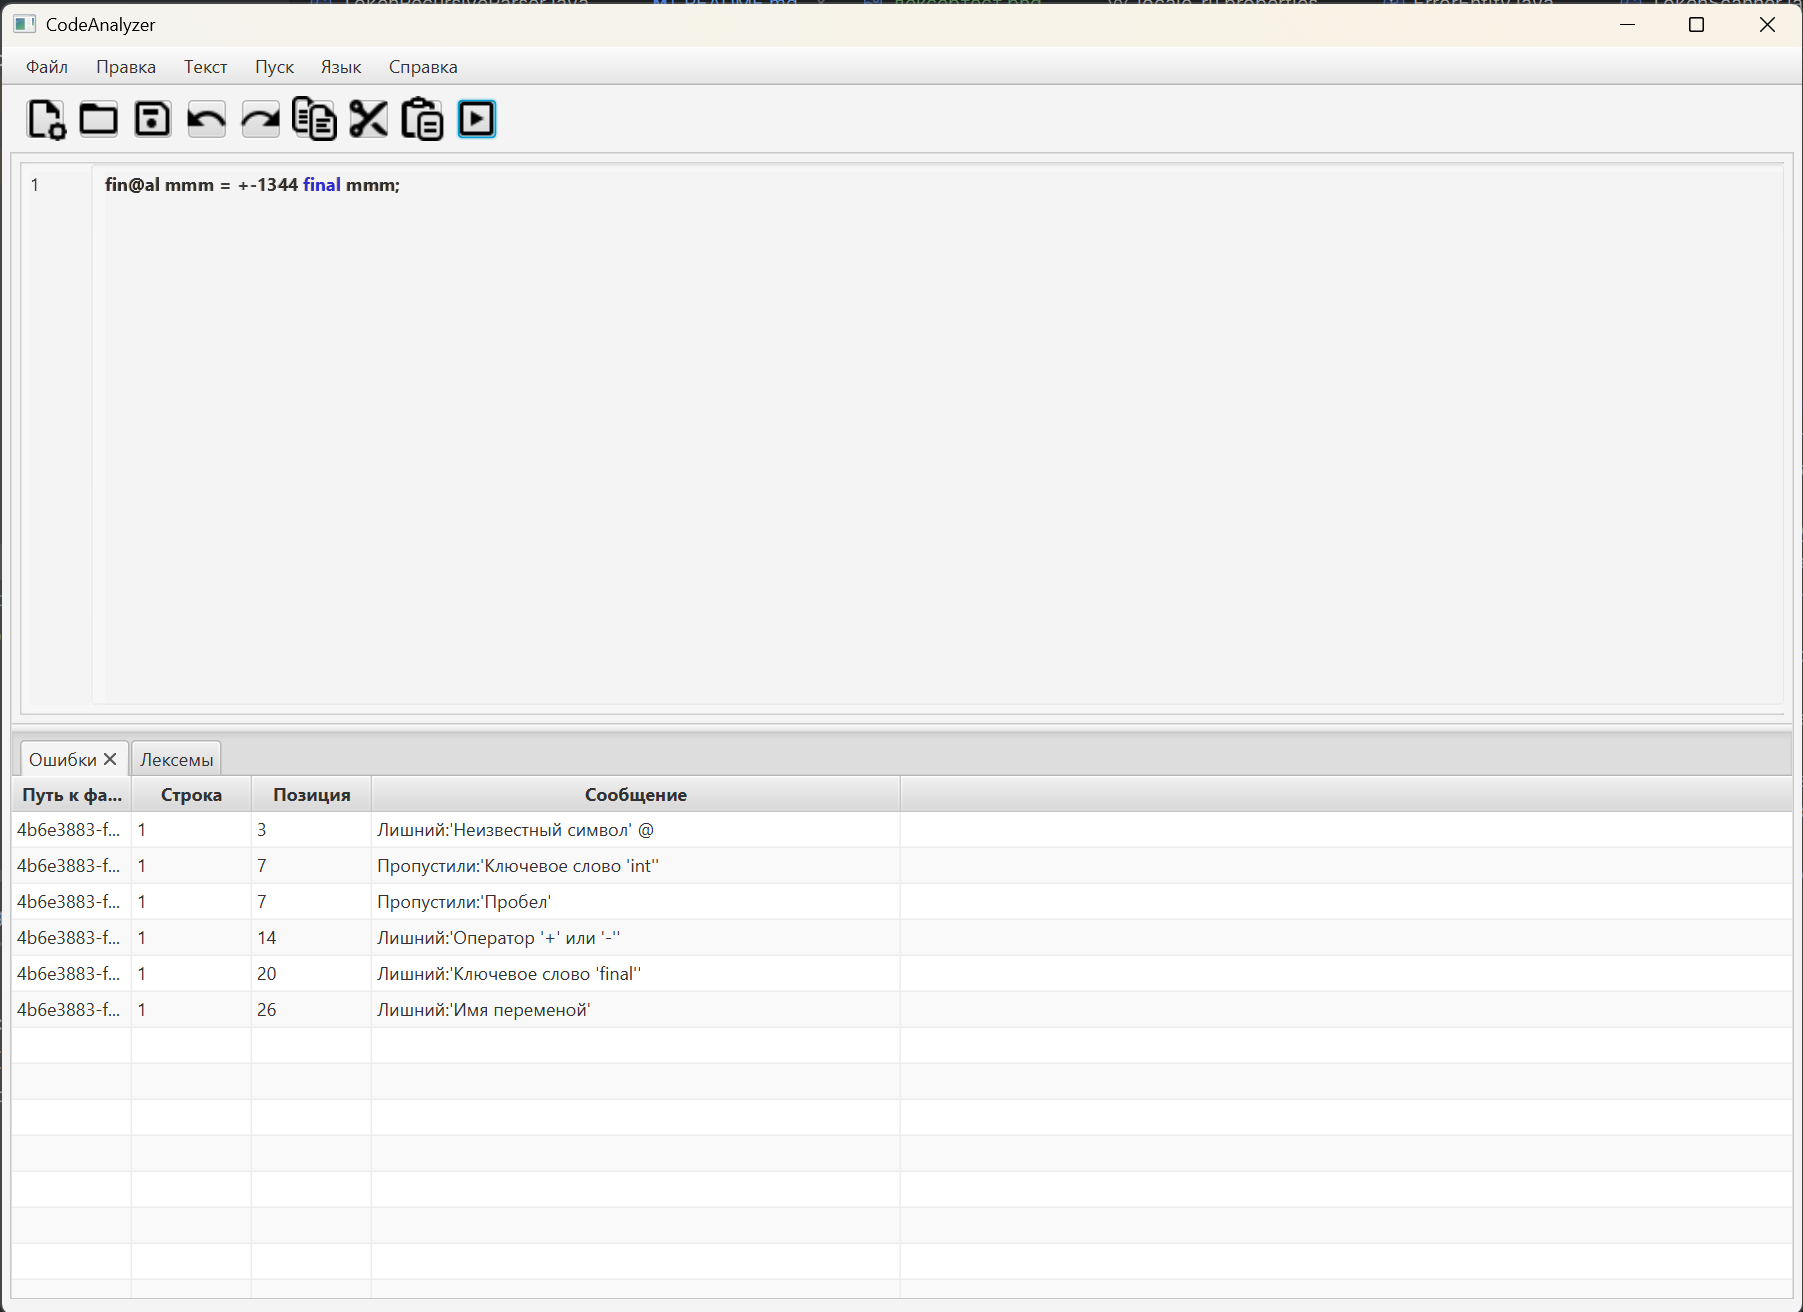 CodeAnalyzer
Файл Правка Текст Пуск Язык Справка
1 fin@al mmm = +-1344 final mmm;
Ошибки Лексемы
Путь к фа... Строка Позиция Сообщение
4b6e3883-f... 1 3 Лишний:'Неизвестный символ' @
4b6e3883-f... 1 7 Пропустили:'Ключевое слово 'int''
4b6e3883-f... 1 7 Пропустили:'Пробел'
4b6e3883-f... 1 14 Лишний:'Оператор '+' или '-''
4b6e3883-f... 1 20 Лишний:'Ключевое слово 'final''
4b6e3883-f... 1 26 Лишний:'Имя переменой'